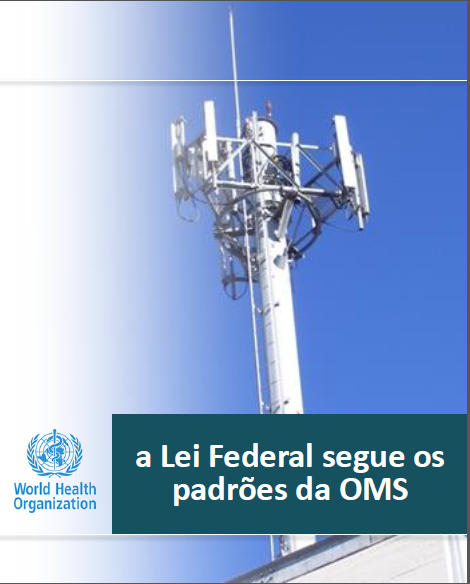 World Health
Organization
a Lei Federal segue os
padrões da OMS